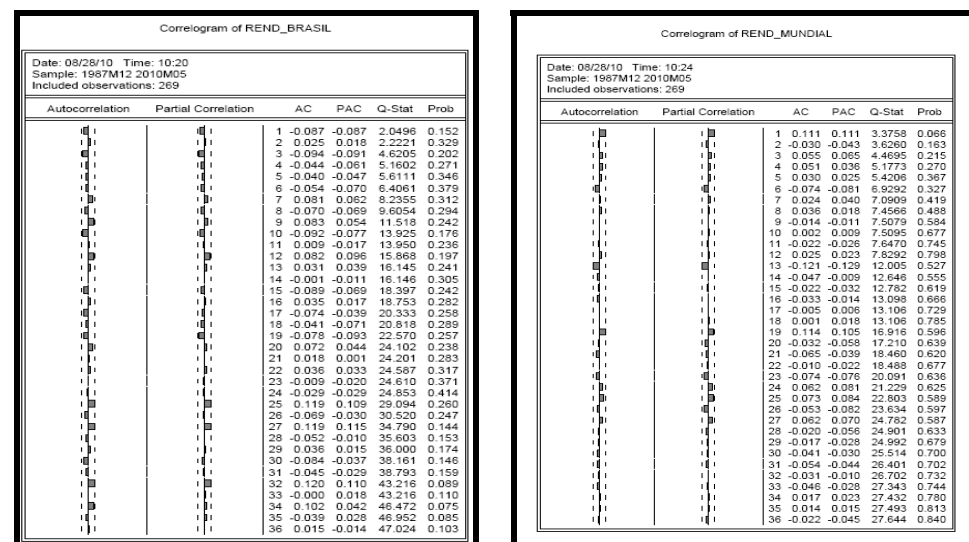 Correlogram of REND_BRASIL
Date: 08/28/10 Time: 10:20
Sample: 1987M12 2010M05
Included observations: 269
Autocorrelation Partial Correlation AC PAC Q-Stat Prob
1 -0.087 -0.087 2.0496 0.152
2 0.025 0.018 2.2221 0.329
3 -0.094 -0.091 4.6205 0.202
4 -0.044 -0.061 5.1602 0.271
5 -0.040 -0.047 5.6111 0.346
6 -0.054 -0.070 6.4061 0.379
7 0.081 0.062 8.2355 0.312
8 -0.070 -0.069 9.6054 0.294
9 0.083 0.054 11.518 0.242
10 -0.092 -0.077 13.925 0.176
11 0.009 -0.017 13.950 0.236
12 0.082 0.096 15.868 0.197
13 0.031 0.039 16.145 0.241
14 -0.001 -0.011 16.146 0.305
15 -0.089 -0.069 18.397 0.242
16 0.035 0.017 18.753 0.282
17 -0.074 -0.039 20.333 0.258
18 -0.041 -0.071 20.818 0.289
19 -0.078 -0.093 22.570 0.257
20 0.072 0.044 24.102 0.238
21 0.018 0.001 24.201 0.283
22 0.036 0.033 24.587 0.317
23 -0.009 -0.020 24.610 0.371
24 -0.029 -0.029 24.853 0.414
25 0.119 0.109 29.094 0.260
26 -0.069 -0.030 30.520 0.247
27 0.119 0.115 34.790 0.144
28 -0.052 -0.010 35.603 0.153
29 0.036 0.015 36.000 0.174
30 -0.084 -0.037 38.161 0.146
31 -0.045 -0.029 38.793 0.159
32 0.120 0.110 43.216 0.089
33 -0.000 0.018 43.216 0.110
34 0.102 0.042 46.472 0.075
35 -0.039 -0.028 46.952 0.085
36 0.015 -0.014 47.024 0.103
Correlogram of REND_MUNDIAL
Date: 08/28/10 Time: 10:24
Sample: 1987M12 2010M05
Included observations: 269
Autocorrelation Partial Correlation AC PAC Q-Stat Prob
1 0.111 0.111 3.3758 0.066
2 -0.030 -0.043 3.6260 0.163
3 0.055 0.065 4.4695 0.215
4 0.051 0.036 5.1773 0.270
5 0.030 0.025 5.4206 0.367
6 -0.074 -0.081 6.9292 0.327
7 0.024 0.040 7.0909 0.419
8 0.036 0.018 7.4566 0.488
9 -0.014 -0.011 7.5079 0.584
10 0.002 0.009 7.5095 0.677
11 -0.022 -0.026 7.6470 0.745
12 0.025 0.023 7.8292 0.798
13 -0.121 -0.129 12.005 0.527
14 -0.047 -0.009 12.646 0.555
15 -0.022 -0.032 12.782 0.619
16 -0.033 -0.014 13.098 0.666
17 -0.005 0.006 13.106 0.729
18 0.001 0.018 13.106 0.785
19 0.114 0.105 16.916 0.596
20 -0.032 -0.058 17.210 0.639
21 -0.065 -0.039 18.460 0.620
22 -0.010 -0.022 18.488 0.677
23 -0.074 -0.076 20.091 0.636
24 0.062 0.081 21.229 0.625
25 0.073 0.084 22.803 0.589
26 -0.053 -0.082 23.634 0.597
27 0.062 0.070 24.782 0.587
28 -0.020 -0.056 24.901 0.633
29 -0.017 -0.028 24.992 0.679
30 -0.041 -0.030 25.514 0.700
31 -0.054 -0.044 26.401 0.702
32 -0.031 -0.010 26.702 0.732
33 -0.046 -0.028 27.343 0.744
34 0.017 0.023 27.432 0.780
35 0.014 0.015 27.493 0.813
36 -0.022 -0.045 27.644 0.840